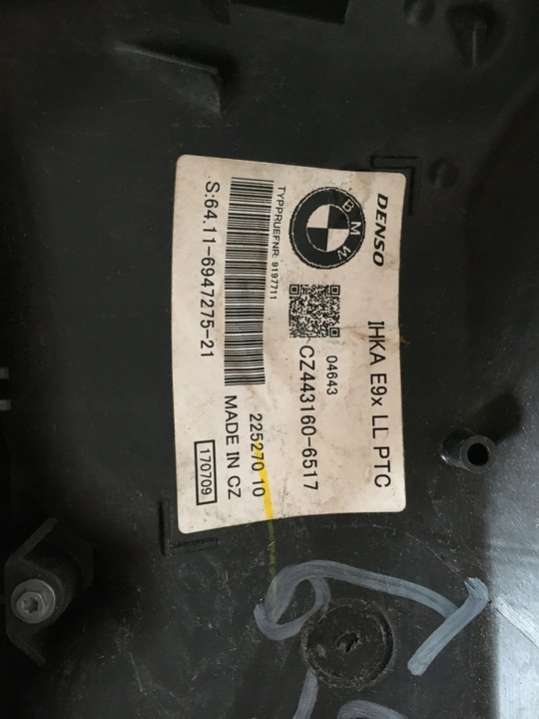 DENSO
IHKA E9x LL PTC
BMW
04643
CZ443160-6517
TYPPRUEFNR: 9197711
225270 10
MADE IN CZ
S:64.11-6947275-21
170709